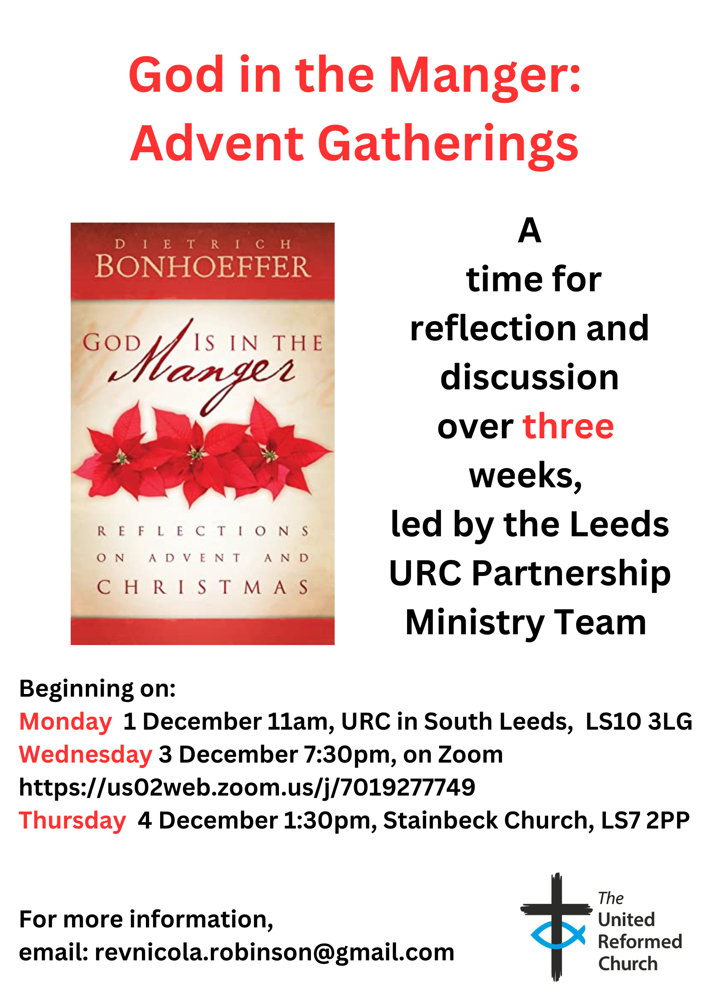 God in the Manger:
Advent Gatherings
DIETRICH
BONHOEFFER
GOD IS IN THE
Manger
REFLECTIONS
ON ADVENT AND
CHRISTMAS
A
time for
reflection and
discussion
over three
weeks,
led by the Leeds
URC Partnership
Ministry Team
Beginning on:
Monday 1 December 11am, URC in South Leeds, LS10 3LG
Wednesday 3 December 7:30pm, on Zoom
https://us02web.zoom.us/j/7019277749
Thursday 4 December 1:30pm, Stainbeck Church, LS7 2PP
For more information,
email: revnicola.robinson@gmail.com
The
United
Reformed
Church